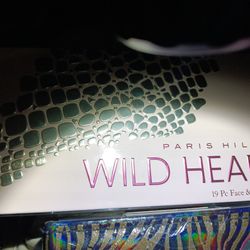 PARIS HIL
WILD HEA
19 Pc Face &